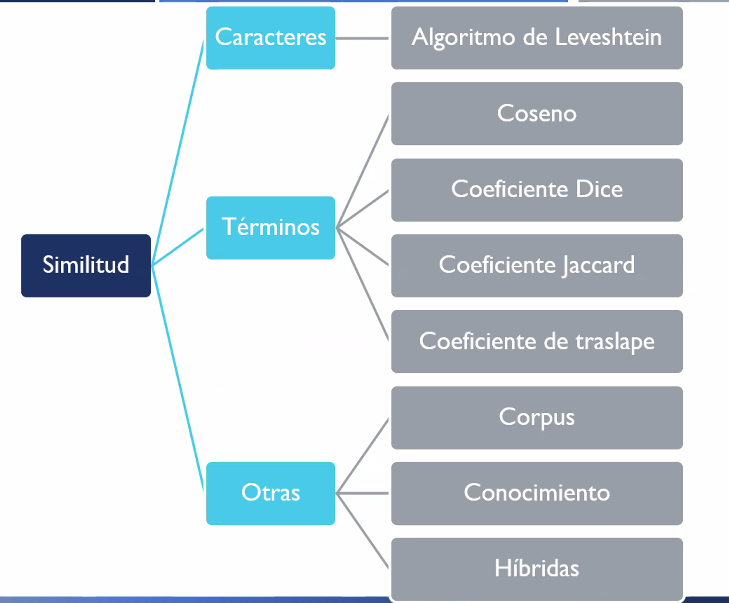 Similitud
Caracteres
Algoritmo de Leveshtein
Términos
Coseno
Coeficiente Dice
Coeficiente Jaccard
Coeficiente de traslape
Otras
Corpus
Conocimiento
Híbridas